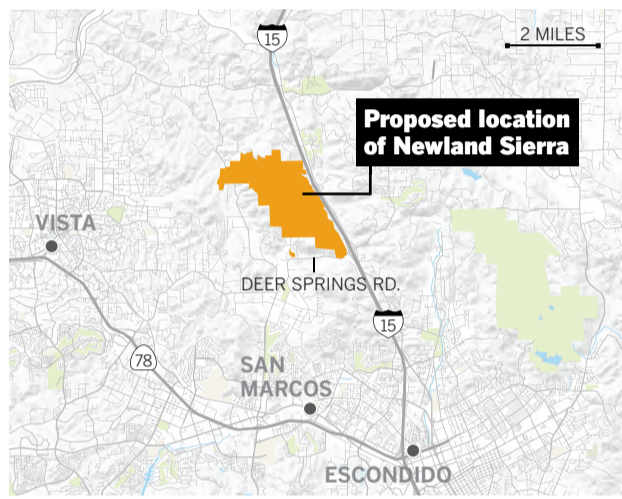 15
2 MILES
Proposed location
of Newland Sierra
VISTA
DEER SPRINGS RD.
15
78
SAN
MARCOS
ESCONDIDO